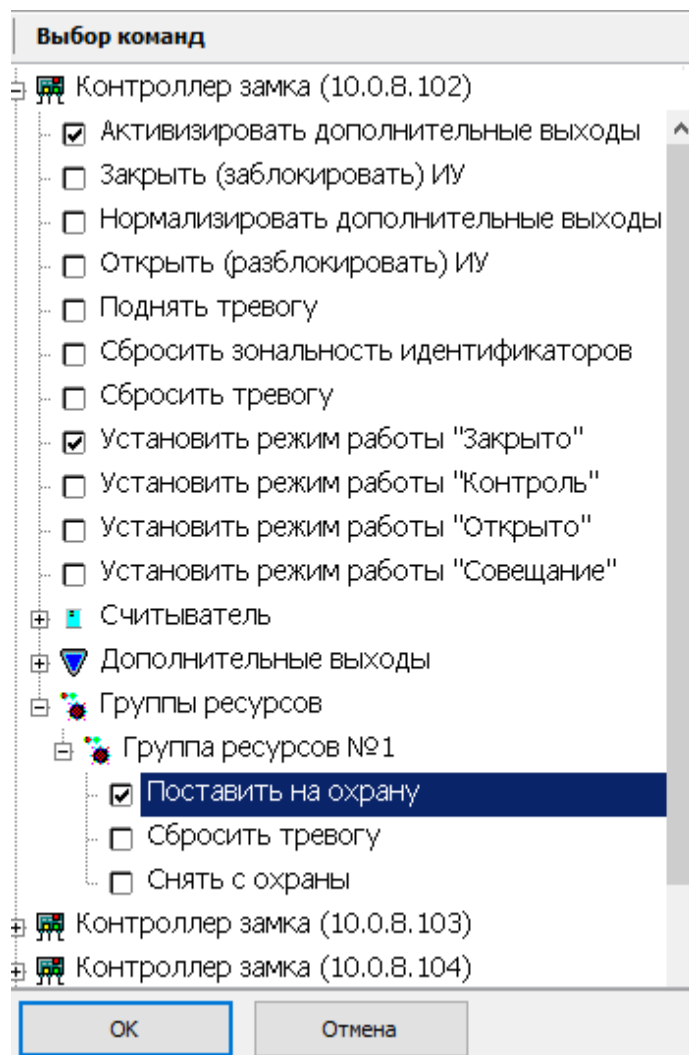 Выбор команд
Контроллер замка (10.0.8.102)
Активизировать дополнительные выходы
Закрыть (заблокировать) ИУ
Нормализировать дополнительные выходы
Открыть (разблокировать) ИУ
Поднять тревогу
Сбросить зональность идентификаторов
Сбросить тревогу
Установить режим работы "Закрыто"
Установить режим работы "Контроль"
Установить режим работы "Открыто"
Установить режим работы "Совещание"
Считыватель
Дополнительные выходы
Группы ресурсов
Группа ресурсов №1
Поставить на охрану
Сбросить тревогу
Снять с охраны
Контроллер замка (10.0.8.103)
Контроллер замка (10.0.8.104)
ОК Отмена